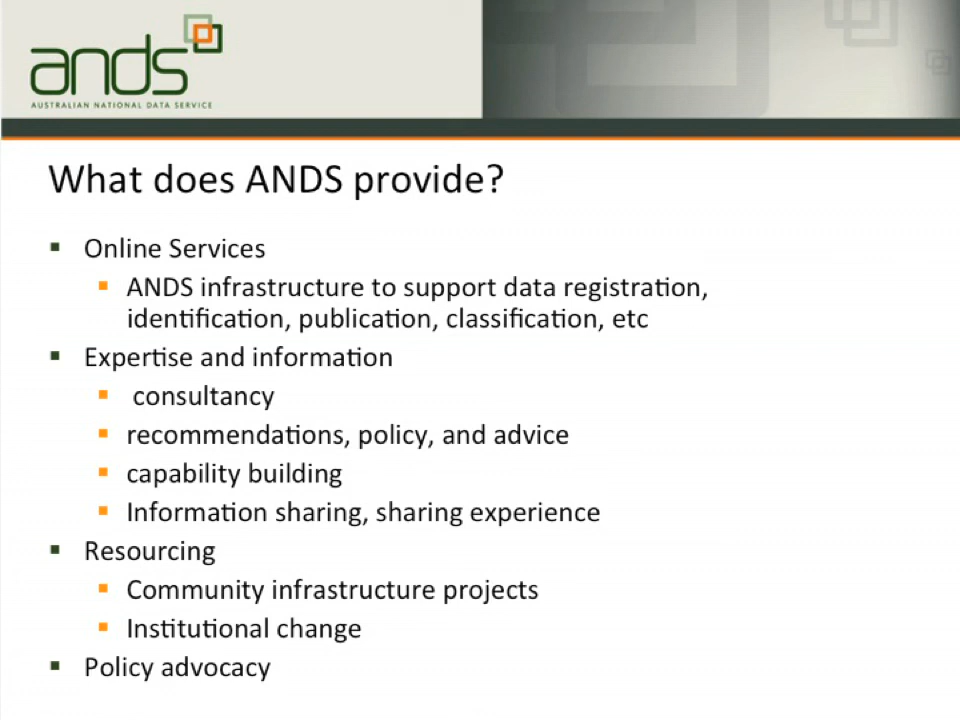 ands
AUSTRALIAN NATIONAL DATA SERVICE
What does ANDS provide?
Online Services
ANDS infrastructure to support data registration,
identification, publication, classification, etc
Expertise and information
consultancy
recommendations, policy, and advice
capability building
Information sharing, sharing experience
Resourcing
Community infrastructure projects
Institutional change
Policy advocacy